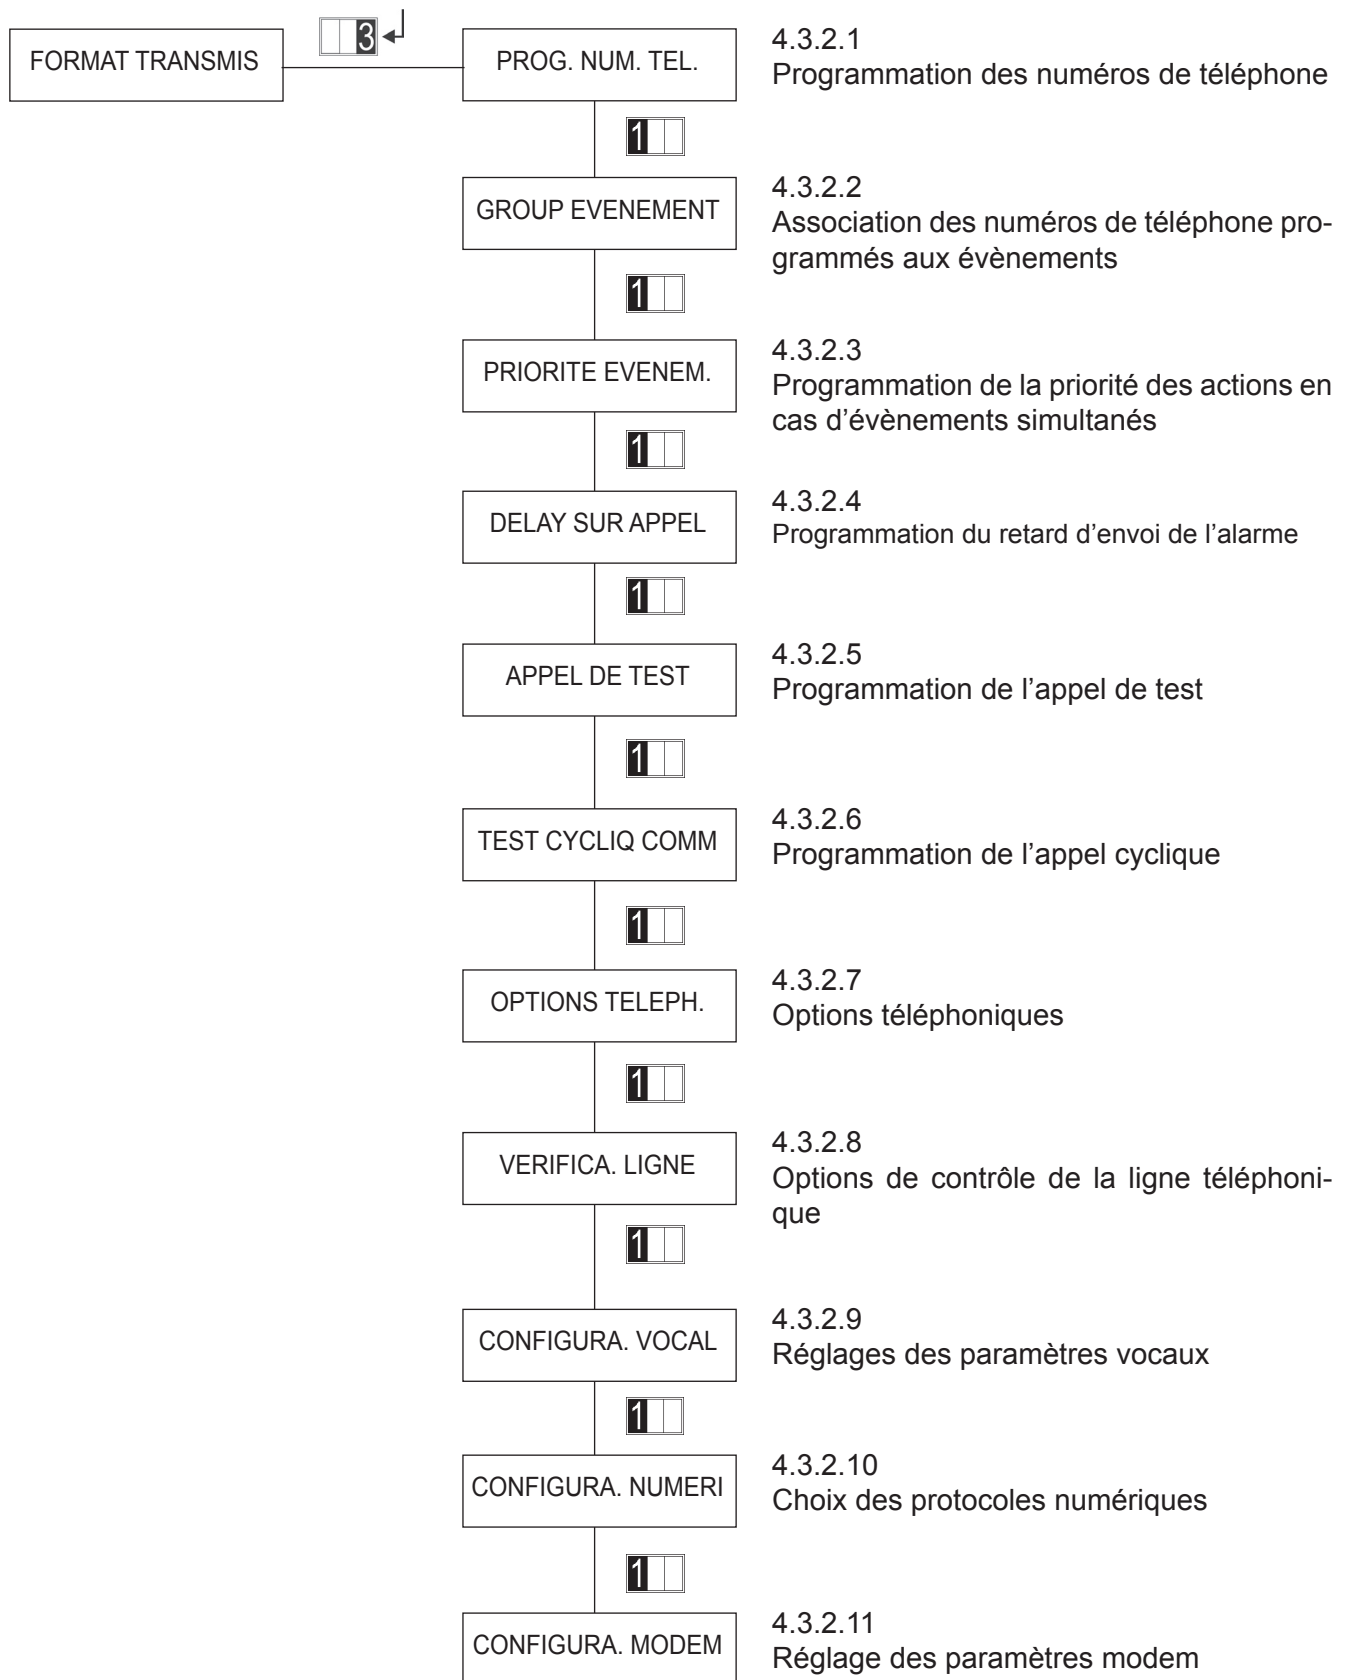 FORMAT TRANSMIS
3
PROG. NUM. TEL.
4.3.2.1
Programmation des numéros de téléphone
1
GROUP EVENEMENT
4.3.2.2
Association des numéros de téléphone pro-
grammés aux évènements
1
PRIORITE EVENEM.
4.3.2.3
Programmation de la priorité des actions en
cas d’évènements simultanés
1
DELAY SUR APPEL
4.3.2.4
Programmation du retard d’envoi de l’alarme
1
APPEL DE TEST
4.3.2.5
Programmation de l’appel de test
1
TEST CYCLIQ COMM
4.3.2.6
Programmation de l’appel cyclique
1
OPTIONS TELEPH.
4.3.2.7
Options téléphoniques
1
VERIFICA. LIGNE
4.3.2.8
Options de contrôle de la ligne téléphoni-
que
1
CONFIGURA. VOCAL
4.3.2.9
Réglages des paramètres vocaux
1
CONFIGURA. NUMERI
4.3.2.10
Choix des protocoles numériques
1
CONFIGURA. MODEM
4.3.2.11
Réglage des paramètres modem